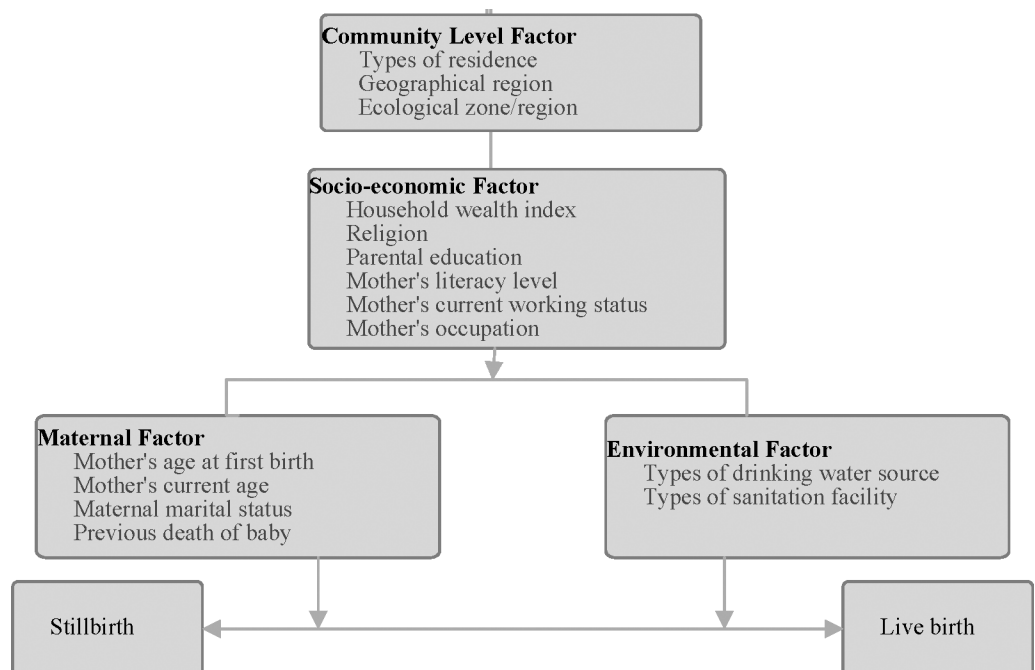 Community Level Factor
Types of residence
Geographical region
Ecological zone/region
Socio-economic Factor
Household wealth index
Religion
Parental education
Mother's literacy level
Mother's current working status
Mother's occupation
Maternal Factor
Mother's age at first birth
Mother's current age
Maternal marital status
Previous death of baby
Environmental Factor
Types of drinking water source
Types of sanitation facility
Stillbirth
Live birth